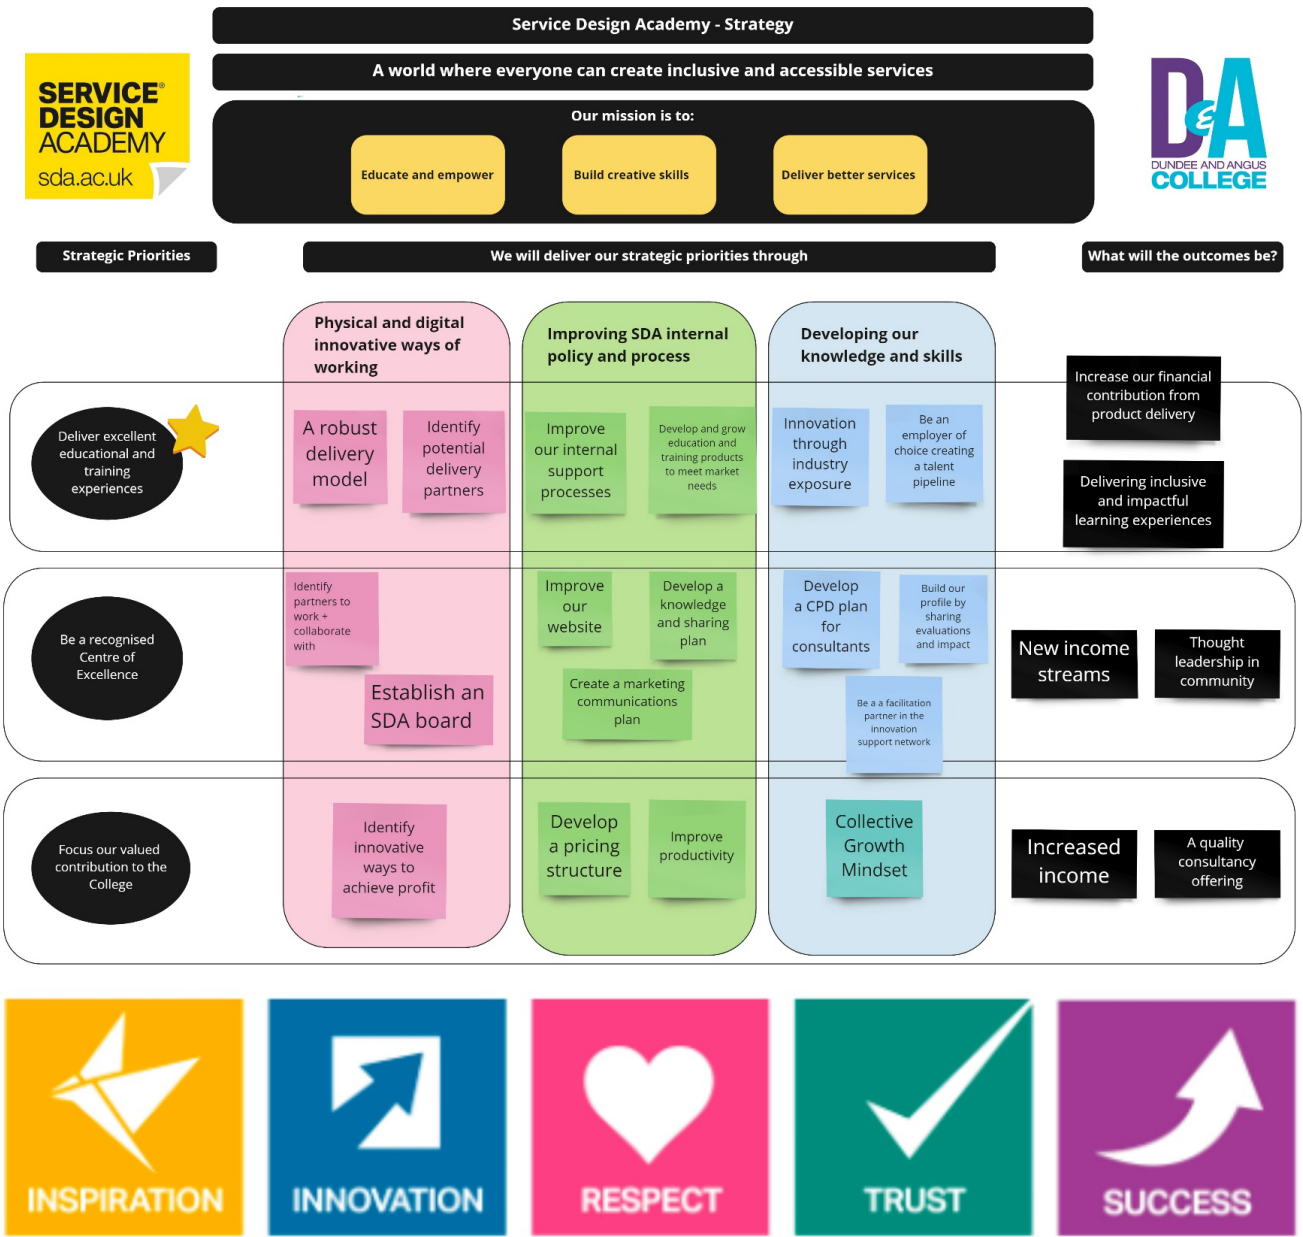 Service Design Academy - Strategy
A world where everyone can create inclusive and accessible services
SERVICE®
DESIGN
ACADEMY
sda.ac.uk
Our mission is to:
Educate and empower
Build creative skills
Deliver better services
D&A
DUNDEE AND ANGUS
COLLEGE
Strategic Priorities
We will deliver our strategic priorities through
What will the outcomes be?
Physical and digital
innovative ways of
working
Improving SDA internal
policy and process
Developing our
knowledge and skills
Deliver excellent
educational and
training
experiences
A robust
delivery
model
Identify
potential
delivery
partners
Improve
our internal
support
processes
Develop and grow
education and
training products
to meet market
needs
Innovation
through
industry
exposure
Be an
employer of
choice creating
a talent
pipeline
Increase our financial
contribution from
product delivery
Delivering inclusive
and impactful
learning experiences
Be a recognised
Centre of
Excellence
Identify
partners to
work +
collaborate
with
Establish an
SDA board
Improve
our
website
Develop a
knowledge
and sharing
plan
Create a marketing
communications
plan
Develop
a CPD plan
for
consultants
Build our
profile by
sharing
evaluations
and impact
Be a a facilitation
partner in the
innovation
support network
New income
streams
Thought
leadership in
community
Focus our valued
contribution to the
College
Identify
innovative
ways to
achieve profit
Develop
a pricing
structure
Improve
productivity
Collective
Growth
Mindset
Increased
income
A quality
consultancy
offering
INSPIRATION
INNOVATION
RESPECT
TRUST
SUCCESS